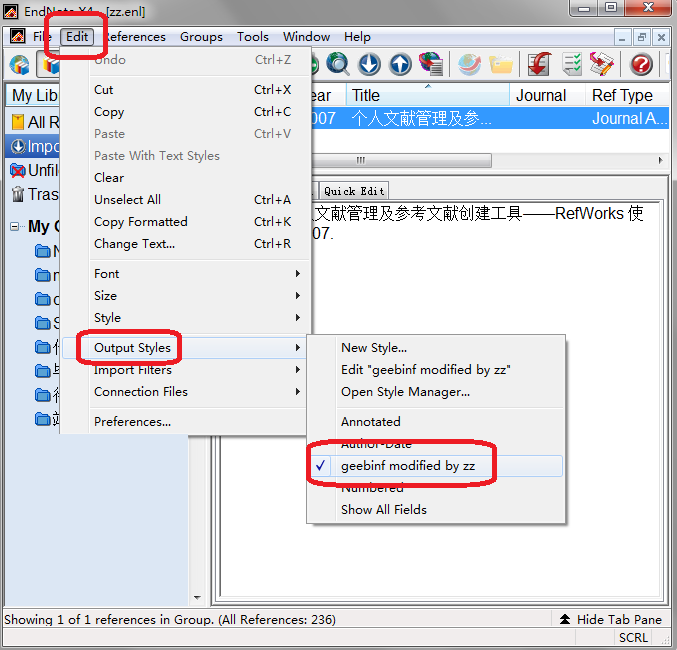 EndNote X4 - [zz.enl]
File Edit References Groups Tools Window Help
My Lib
ear Title Journal Ref Type
All R
007 个人文献管理及参... Journal A...
Impo
Unfil
Tras
My
Undo Ctrl+Z
Cut Ctrl+X
Copy Ctrl+C
Paste Ctrl+V
Paste With Text Styles
Clear
Unselect All Ctrl+A
Copy Formatted Ctrl+K
Change Text... Ctrl+R
Font
Size
Style
Output Styles
Import Filters
Connection Files
Preferences...
Quick Edit
人文献管理及参考文献创建工具——RefWorks 使
07.
New Style...
Edit "geebinf modified by zz"
Open Style Manager...
Annotated
Author-Date
geebinf modified by zz
Numbered
Show All Fields
Showing 1 of 1 references in Group. (All References: 236)
Hide Tab Pane
SCRL